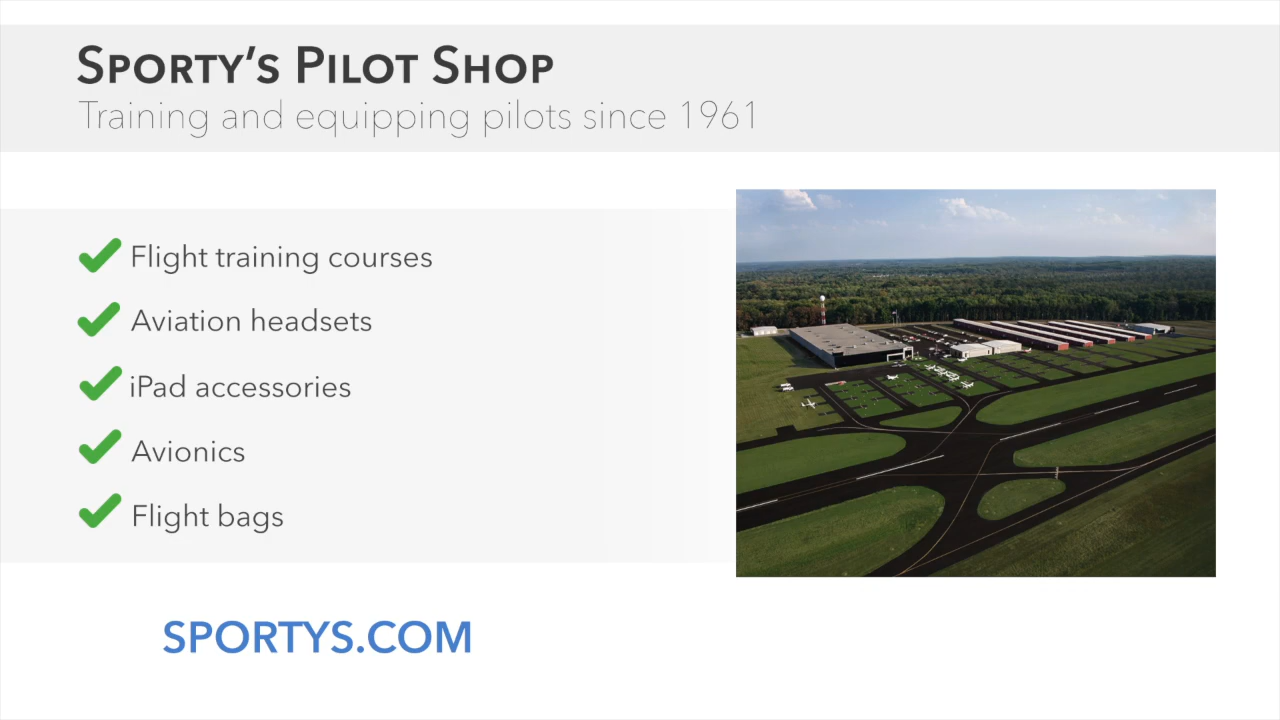 Sporty's Pilot Shop
Training and equipping pilots since 1961
Flight training courses
Aviation headsets
iPad accessories
Avionics
Flight bags
SPORTYS.COM